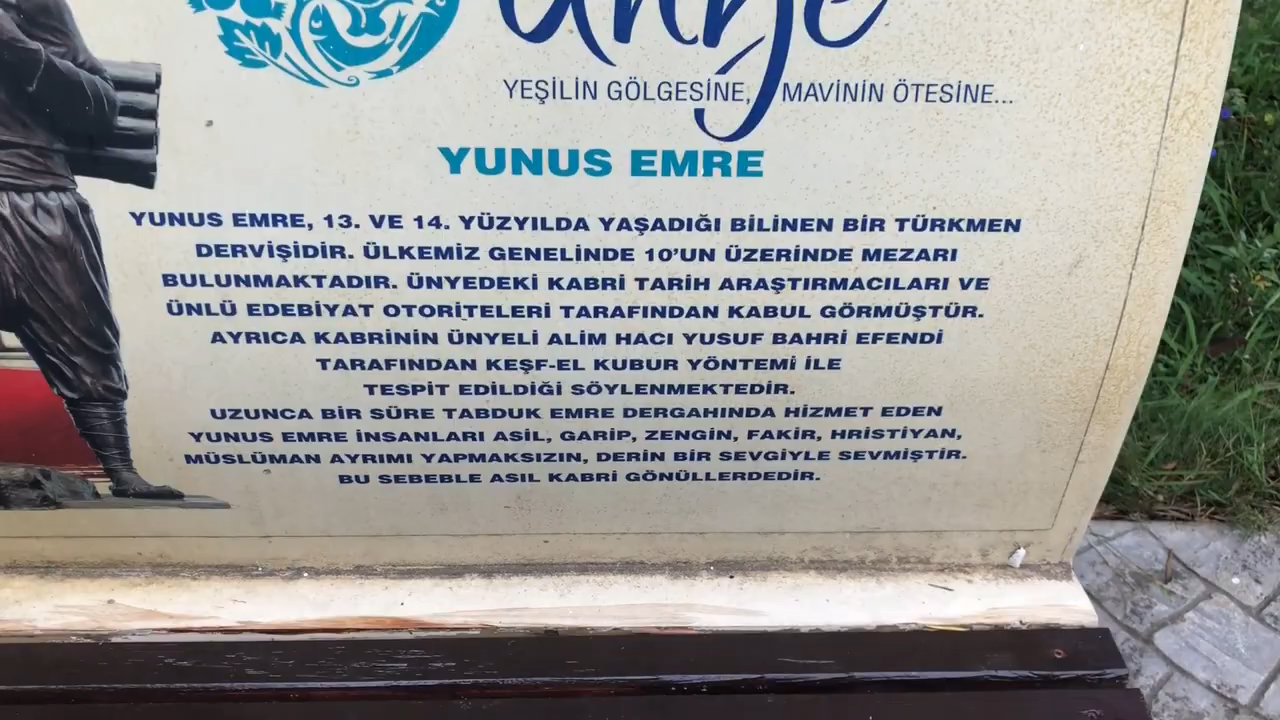 ünye
YEŞİLİN GÖLGESİNE, MAVİNİN ÖTESİNE...
YUNUS EMRE
YUNUS EMRE, 13. VE 14. YÜZYILDA YAŞADIĞI BİLİNEN BİR TÜRKMEN
DERVİŞİDİR. ÜLKEMİZ GENELİNDE 10'UN ÜZERİNDE MEZARI
BULUNMAKTADIR. ÜNYEDEKİ KABRİ TARİH ARAŞTIRMACILARI VE
ÜNLÜ EDEBİYAT OTORİTELERİ TARAFINDAN KABUL GÖRMÜŞTÜR.
AYRICA KABRİNİN ÜNYELİ ALİM HACI YUSUF BAHRİ EFENDİ
TARAFINDAN KEŞF-EL KUBUR YÖNTEMİ İLE
TESPİT EDİLDİĞİ SÖYLENMEKTEDİR.
UZUNCA BİR SÜRE TABDUK EMRE DERGAHINDA HİZMET EDEN
YUNUS EMRE İNSANLARI ASİL, GARİP, ZENGİN, FAKİR, HRİSTİYAN,
MÜSLÜMAN AYRIMI YAPMAKSIZIN, DERİN BİR SEVGİYLE SEVMİŞTİR.
BU SEBEBLE ASIL KABRİ GÖNÜLLERDEDİR.